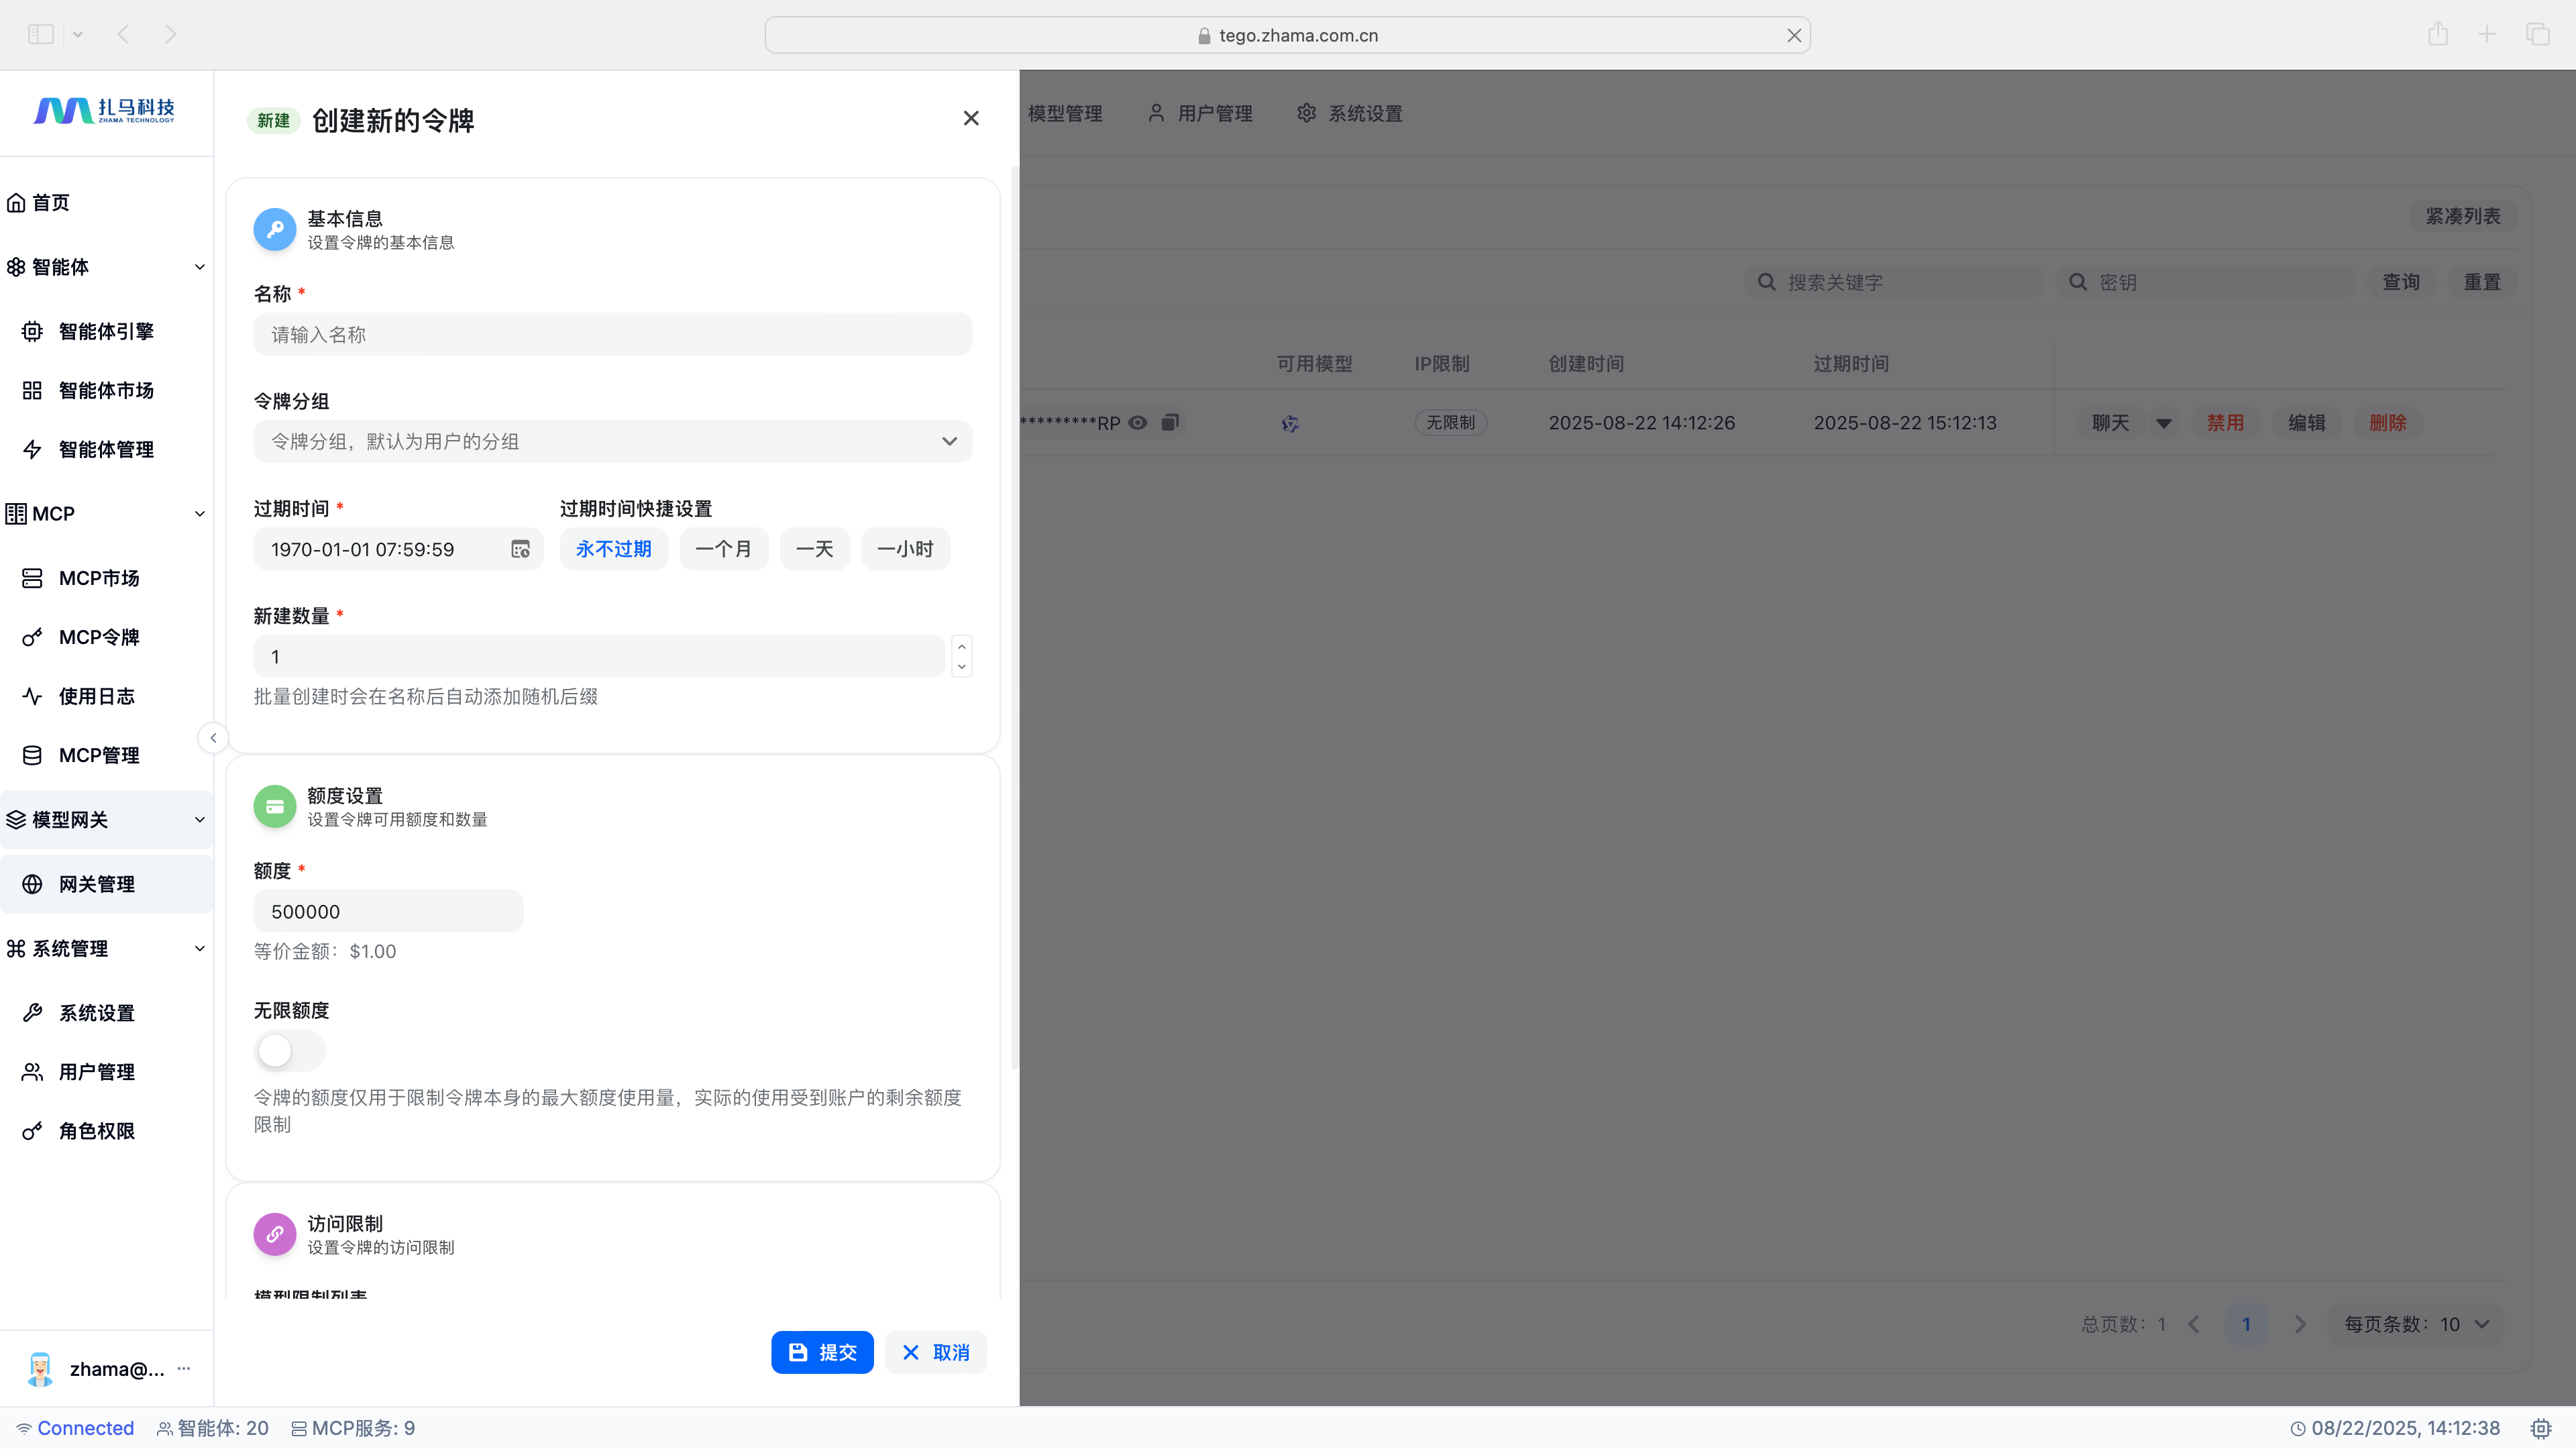 tego.zhama.com.cn
扎马科技
ZHAMA TECHNOLOGY
首页
智能体
智能体引擎
智能体市场
智能体管理
MCP
MCP市场
MCP令牌
使用日志
MCP管理
模型网关
网关管理
系统管理
系统设置
用户管理
角色权限
zhama@... ...
新建 创建新的令牌
基本信息
设置令牌的基本信息
名称 *
请输入名称
令牌分组
令牌分组，默认为用户的分组
过期时间 * 过期时间快捷设置
1970-01-01 07:59:59 永不过期 一个月 一天 一小时
新建数量 *
1
批量创建时会在名称后自动添加随机后缀
额度设置
设置令牌可用额度和数量
额度 *
500000
等价金额：$1.00
无限额度
令牌的额度仅用于限制令牌本身的最大额度使用量，实际的使用受到账户的剩余额度
限制
访问限制
设置令牌的访问限制
模型限制列表
提交 取消
模型管理 用户管理 系统设置
紧凑列表
搜索关键字 密钥 查询 重置
可用模型 IP限制 创建时间 过期时间
*********RP 无限制 2025-08-22 14:12:26 2025-08-22 15:12:13 聊天 禁用 编辑 删除
总页数：1 1 每页条数：10
Connected 智能体: 20 MCP服务: 9 08/22/2025, 14:12:38